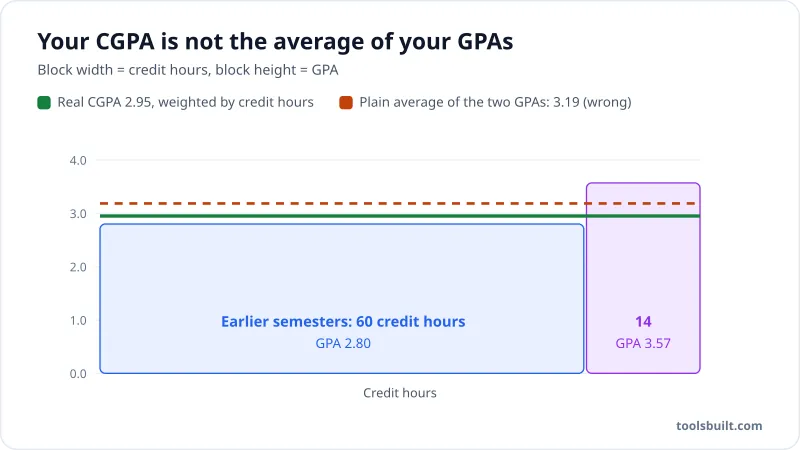 Your CGPA is not the average of your GPAs
Block width = credit hours, block height = GPA
Real CGPA 2.95, weighted by credit hours
Plain average of the two GPAs: 3.19 (wrong)
4.0
3.0
2.0
1.0
0.0
Earlier semesters: 60 credit hours
GPA 2.80
14
GPA 3.57
Credit hours
toolsbuilt.com